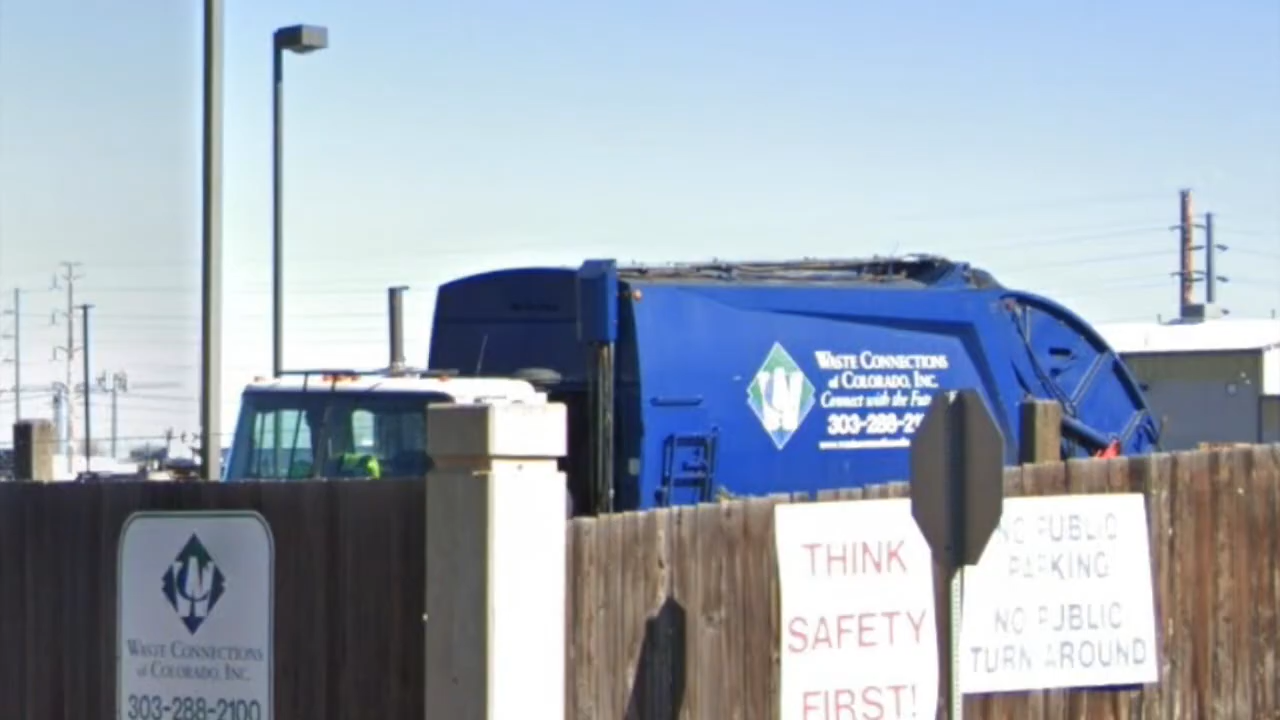 WASTE CONNECTIONS
of COLORADO, INC.
Connect with the
303-288-21
WASTE CONNECTIONS
of COLORADO, INC.
303-288-2100
THINK
SAFETY
FIRST!
NO PUBLIC
PARKING
NO PUBLIC
TURN AROUND